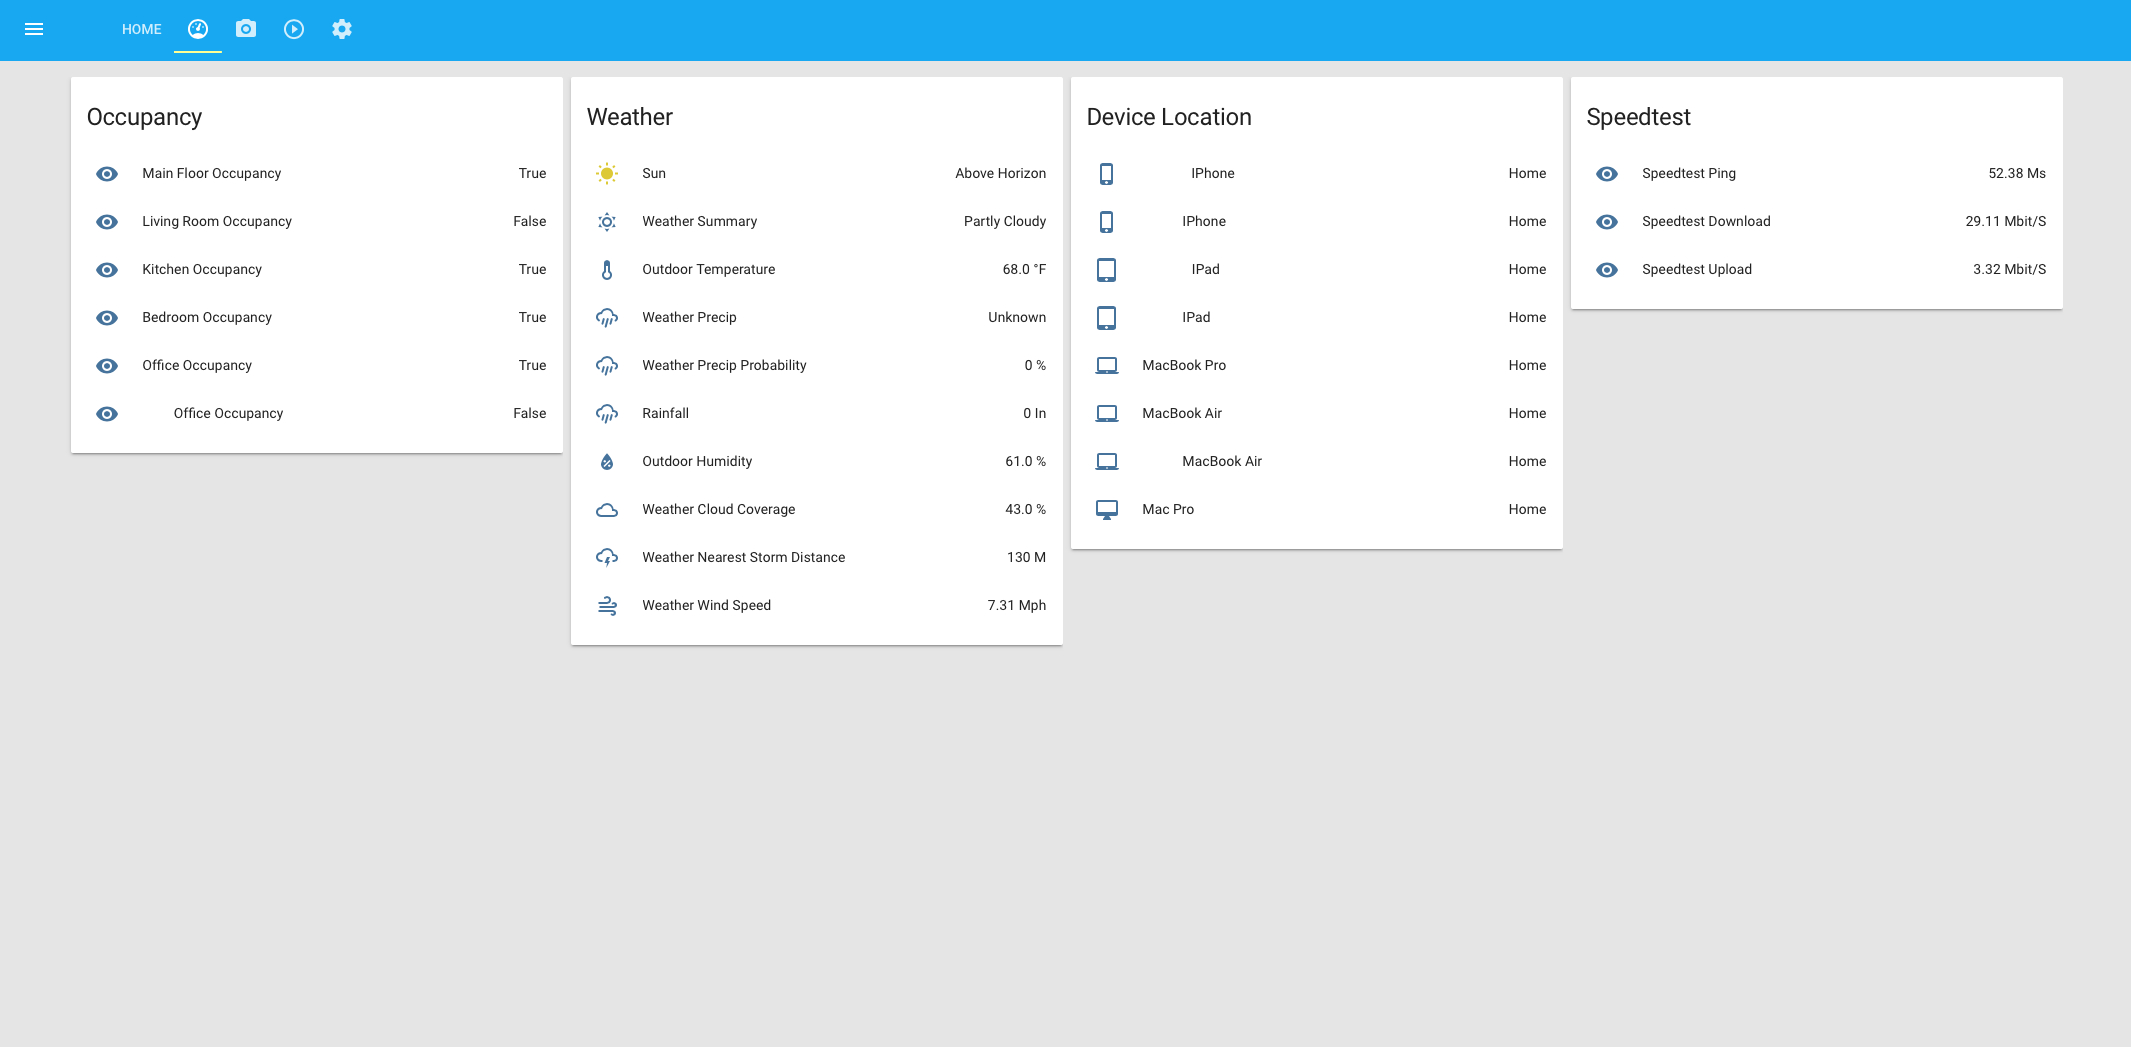 HOME
Occupancy
Main Floor Occupancy True
Living Room Occupancy False
Kitchen Occupancy True
Bedroom Occupancy True
Office Occupancy True
Office Occupancy False
Weather
Sun Above Horizon
Weather Summary Partly Cloudy
Outdoor Temperature 68.0 °F
Weather Precip Unknown
Weather Precip Probability 0 %
Rainfall 0 In
Outdoor Humidity 61.0 %
Weather Cloud Coverage 43.0 %
Weather Nearest Storm Distance 130 M
Weather Wind Speed 7.31 Mph
Device Location
IPhone Home
IPhone Home
IPad Home
IPad Home
MacBook Pro Home
MacBook Air Home
MacBook Air Home
Mac Pro Home
Speedtest
Speedtest Ping 52.38 Ms
Speedtest Download 29.11 Mbit/S
Speedtest Upload 3.32 Mbit/S